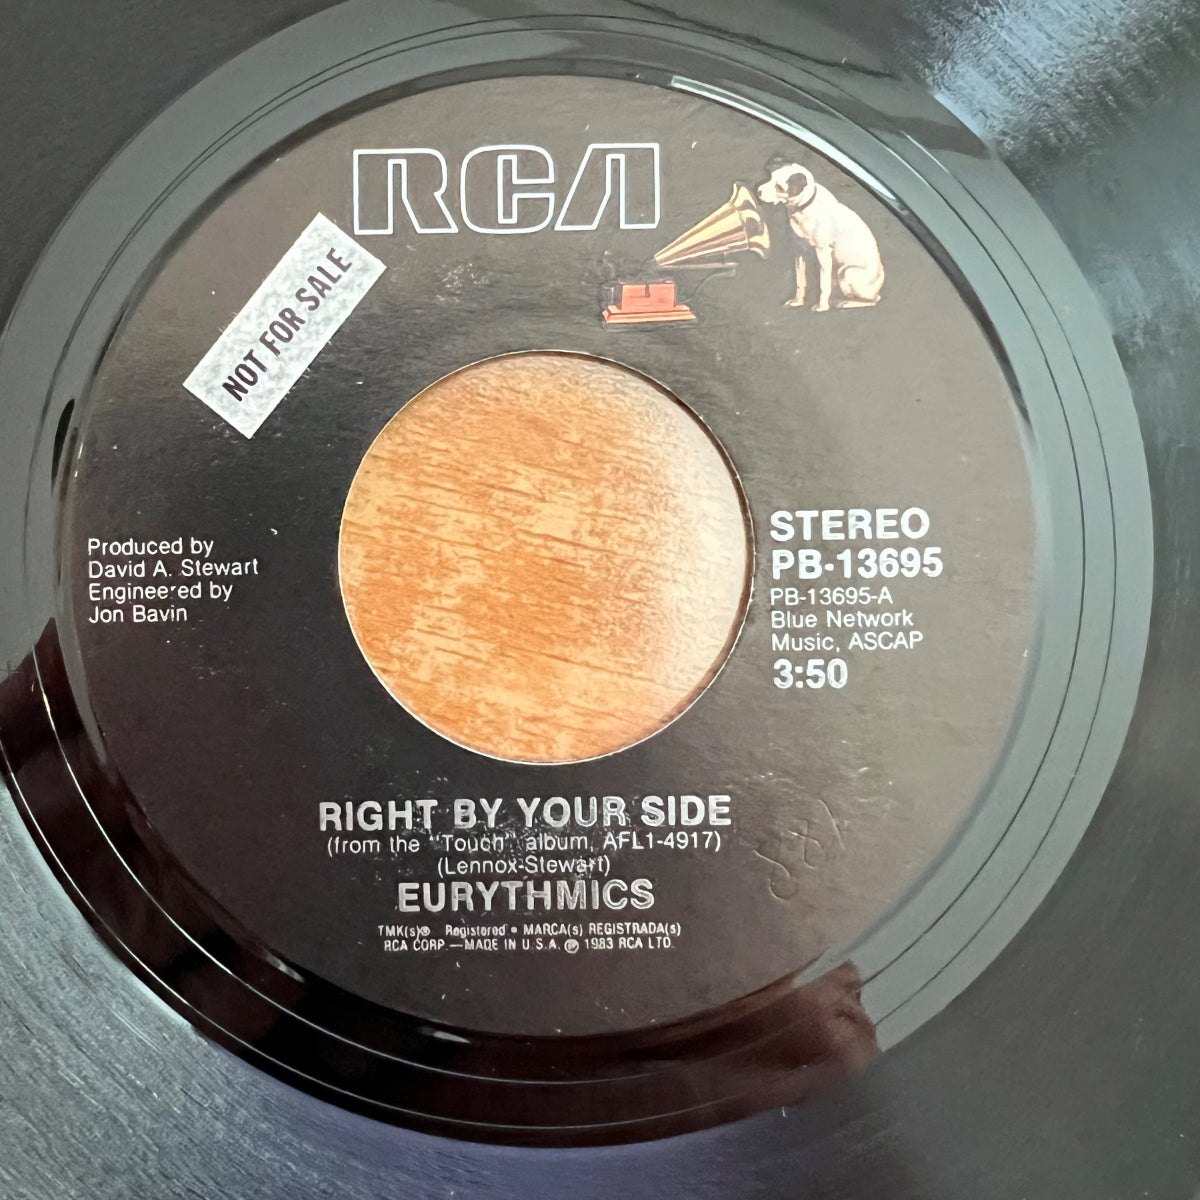 RCA
NOT FOR SALE
Produced by
David A. Stewart
Engineered by
Jon Bavin
STEREO
PB-13695
PB-13695-A
Blue Network
Music, ASCAP
3:50
RIGHT BY YOUR SIDE
(from the "Touch" album, AFL1-4917)
(Lennox-Stewart)
EURYTHMICS
TMK(s)® Registered • MARCA(s) REGISTRADA(s)
RCA CORP.—MADE IN U.S.A. ℗ 1983 RCA LTD.